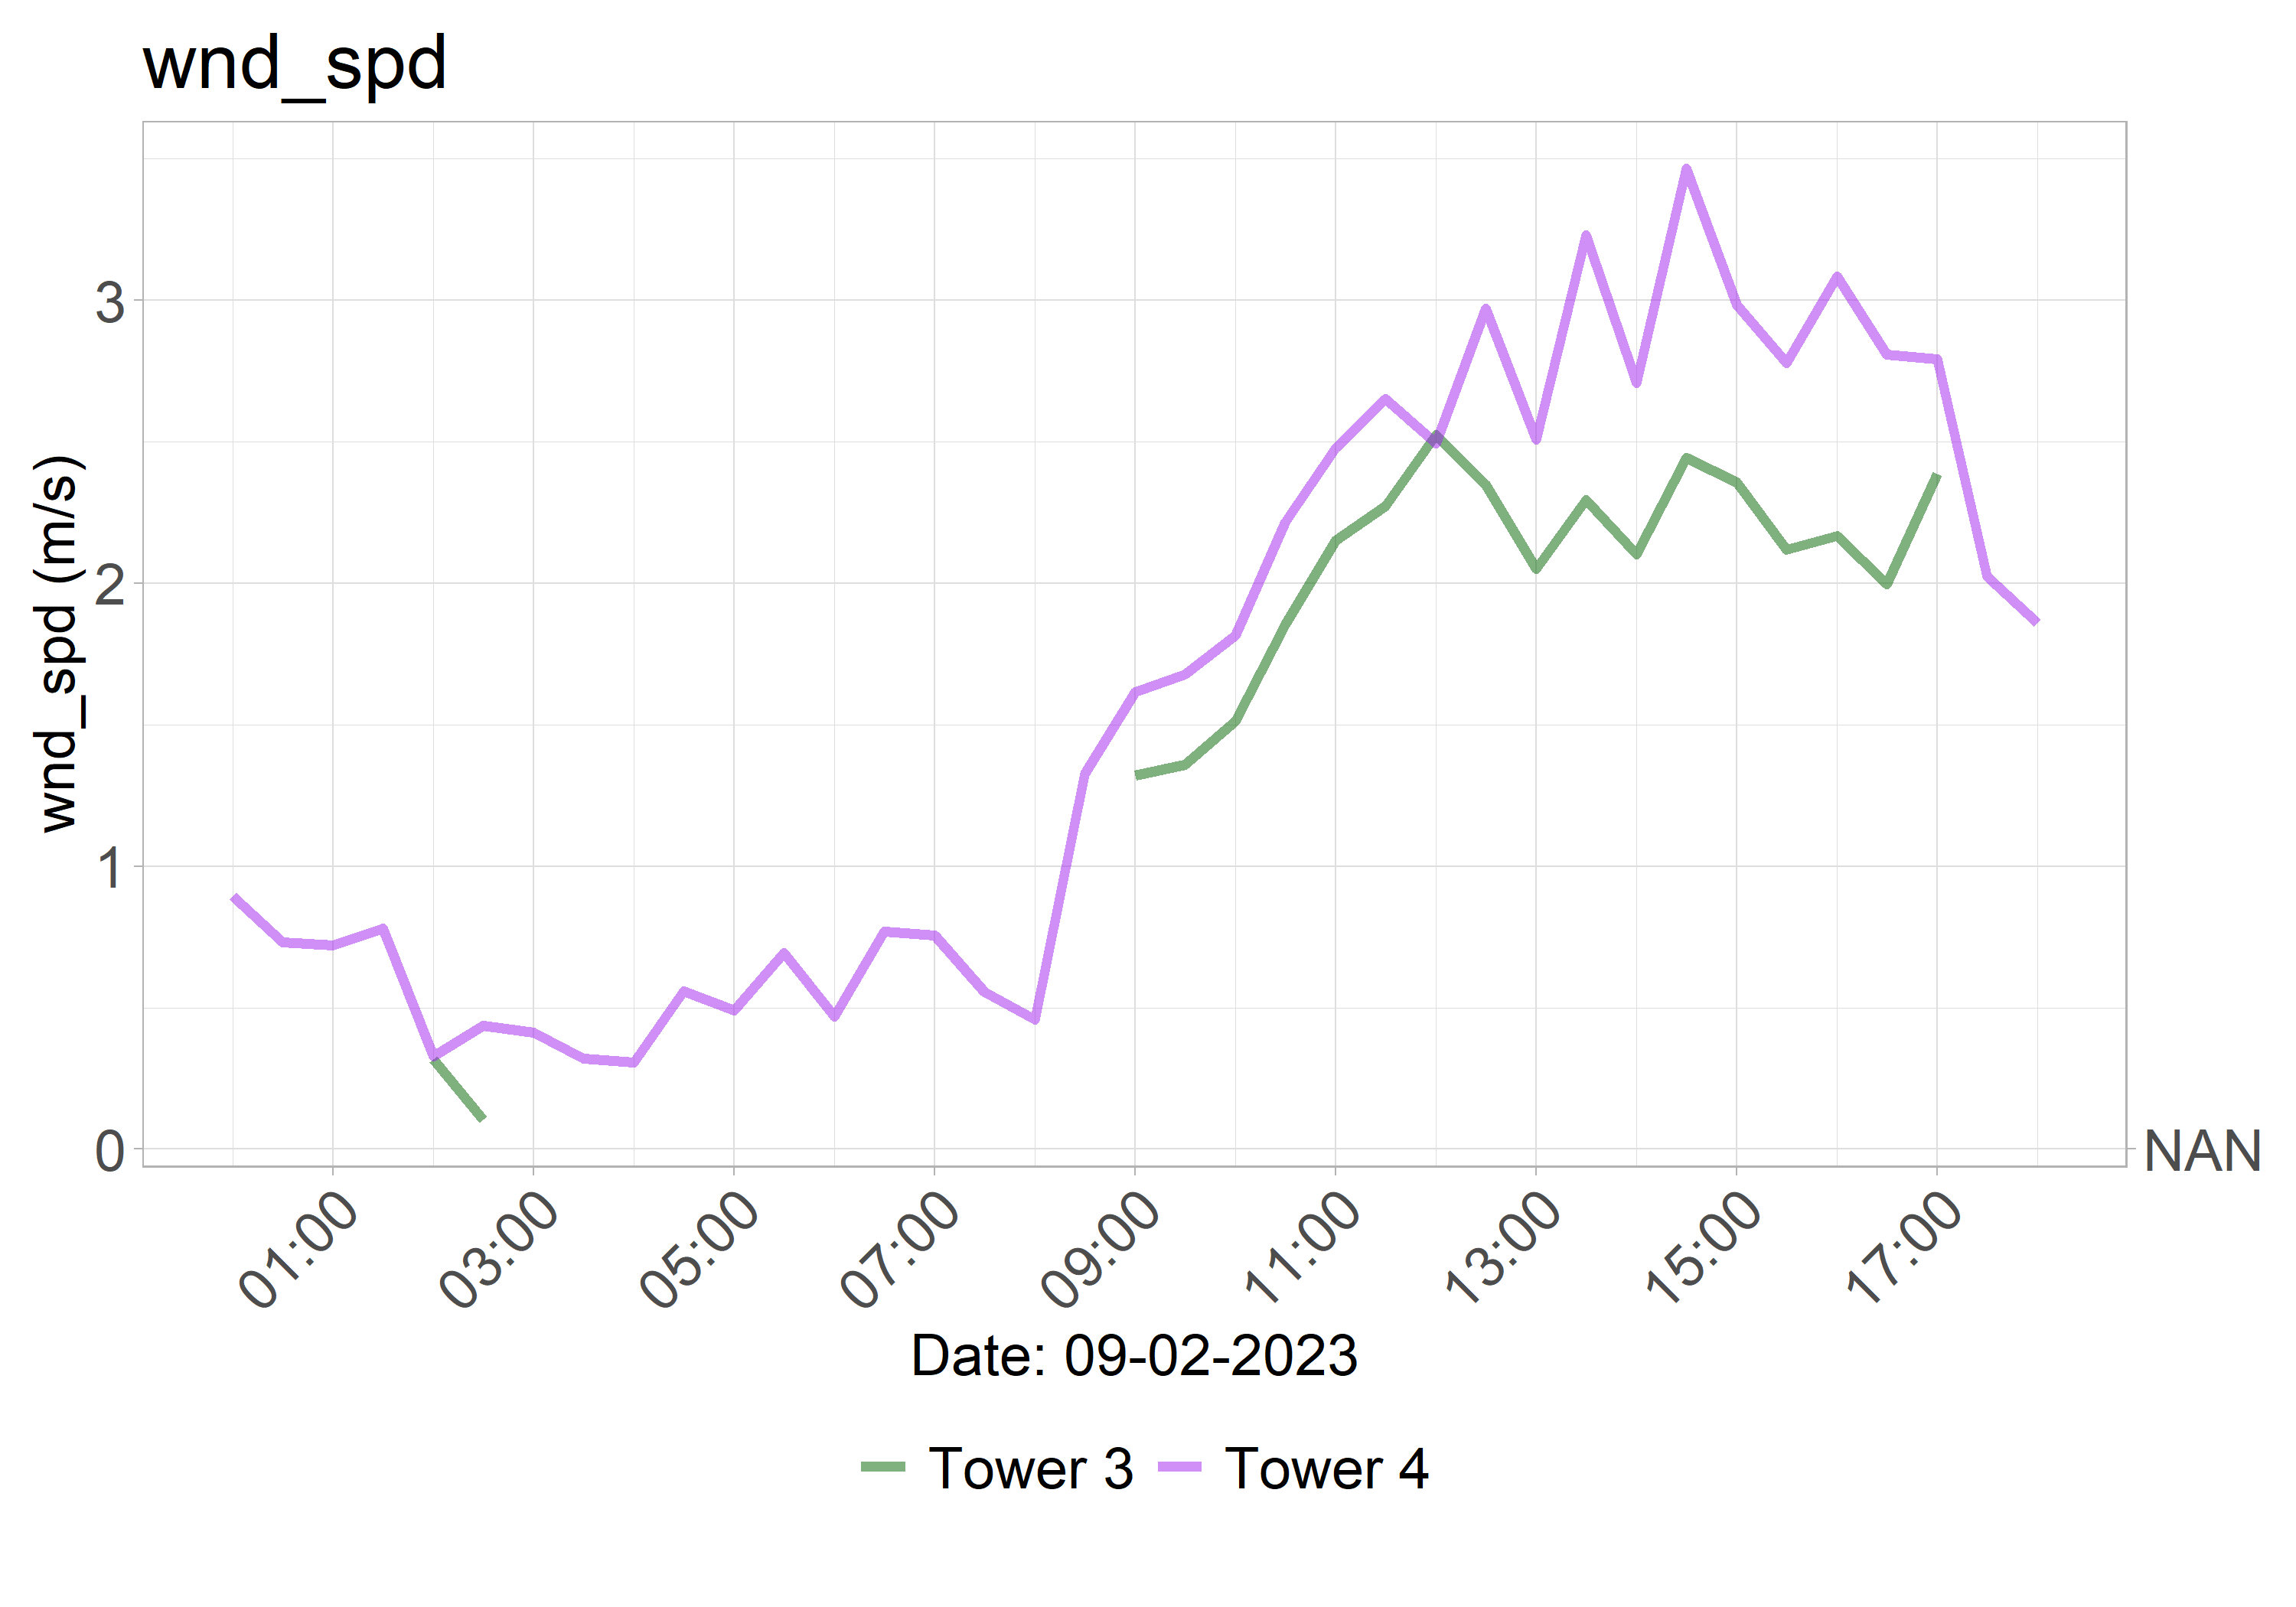 wnd_spd
wnd_spd (m/s)
3
2
1
0
NAN
01:00 03:00 05:00 07:00 09:00 11:00 13:00 15:00 17:00
Date: 09-02-2023
Tower 3 Tower 4